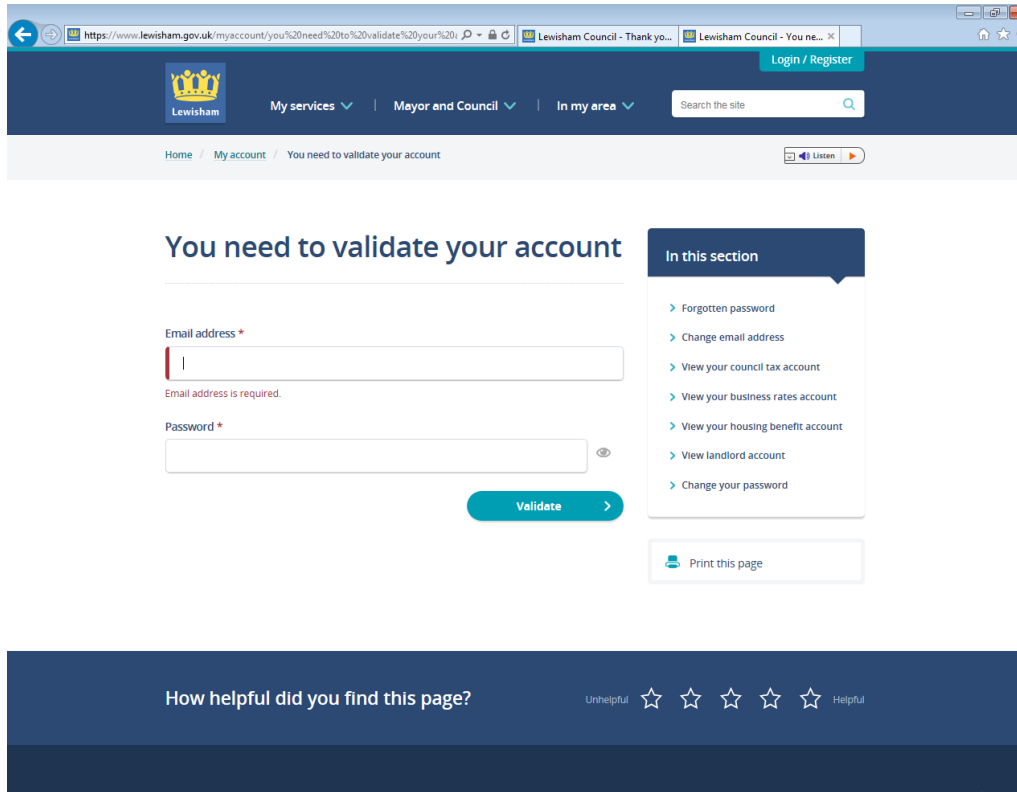 https://www.lewisham.gov.uk/myaccount/you%20need%20to%20validate%20your%20
Lewisham Council - Thank yo...
Lewisham Council - You ne...
Login / Register
Lewisham
My services
Mayor and Council
In my area
Search the site
Home / My account / You need to validate your account
Listen
You need to validate your account
Email address *
Email address is required.
Password *
Validate
In this section
Forgotten password
Change email address
View your council tax account
View your business rates account
View your housing benefit account
View landlord account
Change your password
Print this page
How helpful did you find this page?
Unhelpful
Helpful